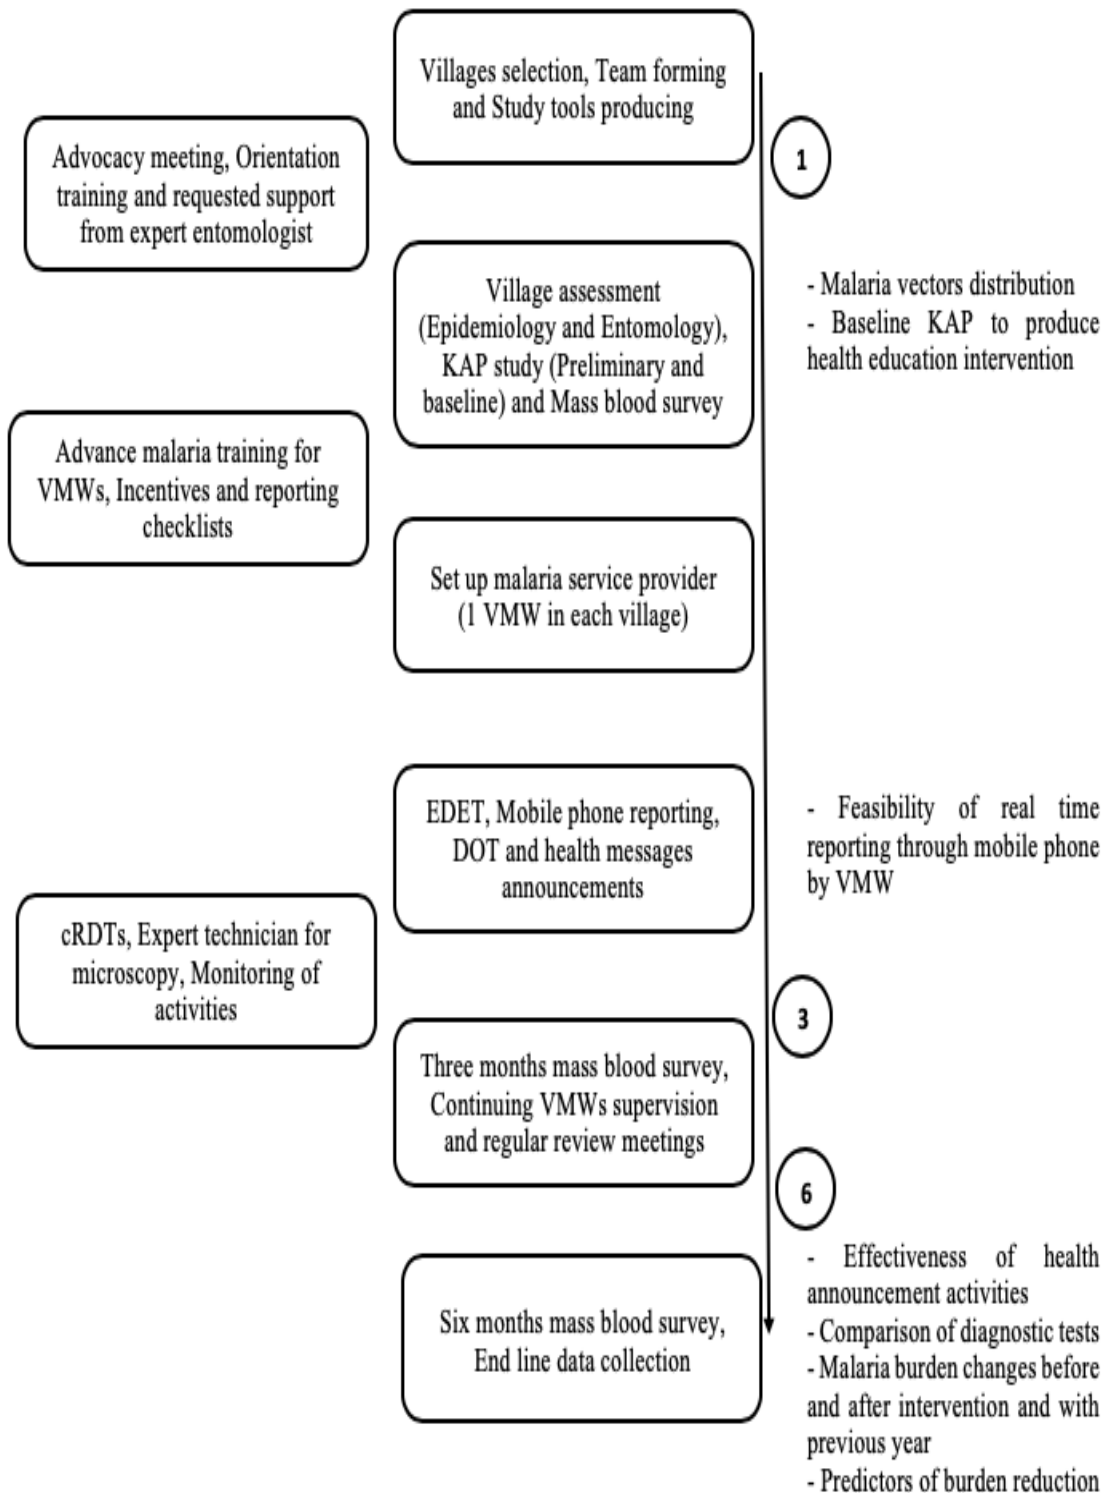 Villages selection, Team forming
and Study tools producing
1
Advocacy meeting, Orientation
training and requested support
from expert entomologist
Village assessment
(Epidemiology and Entomology),
KAP study (Preliminary and
baseline) and Mass blood survey
- Malaria vectors distribution
- Baseline KAP to produce
health education intervention
Advance malaria training for
VMWs, Incentives and reporting
checklists
Set up malaria service provider
(1 VMW in each village)
EDET, Mobile phone reporting,
DOT and health messages
announcements
- Feasibility of real time
reporting through mobile phone
by VMW
cRDTs, Expert technician for
microscopy, Monitoring of
activities
3
Three months mass blood survey,
Continuing VMWs supervision
and regular review meetings
6
Six months mass blood survey,
End line data collection
- Effectiveness of health
announcement activities
- Comparison of diagnostic tests
- Malaria burden changes before
and after intervention and with
previous year
- Predictors of burden reduction